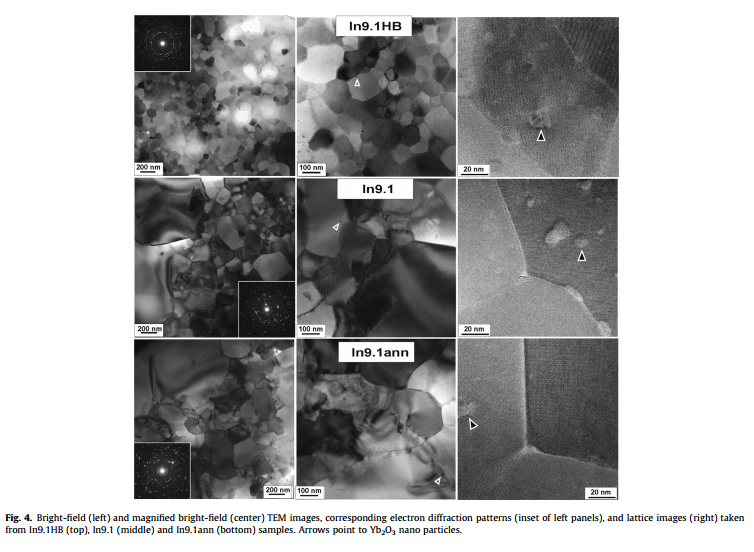 In9.1HB
200 nm
100 nm
20 nm
In9.1
200 nm
100 nm
20 nm
In9.1ann
200 nm
100 nm
20 nm
Fig. 4. Bright-field (left) and magnified bright-field (center) TEM images, corresponding electron diffraction patterns (inset of left panels), and lattice images (right) taken
from In9.1HB (top), In9.1 (middle) and In9.1ann (bottom) samples. Arrows point to Yb₂O₃ nano particles.